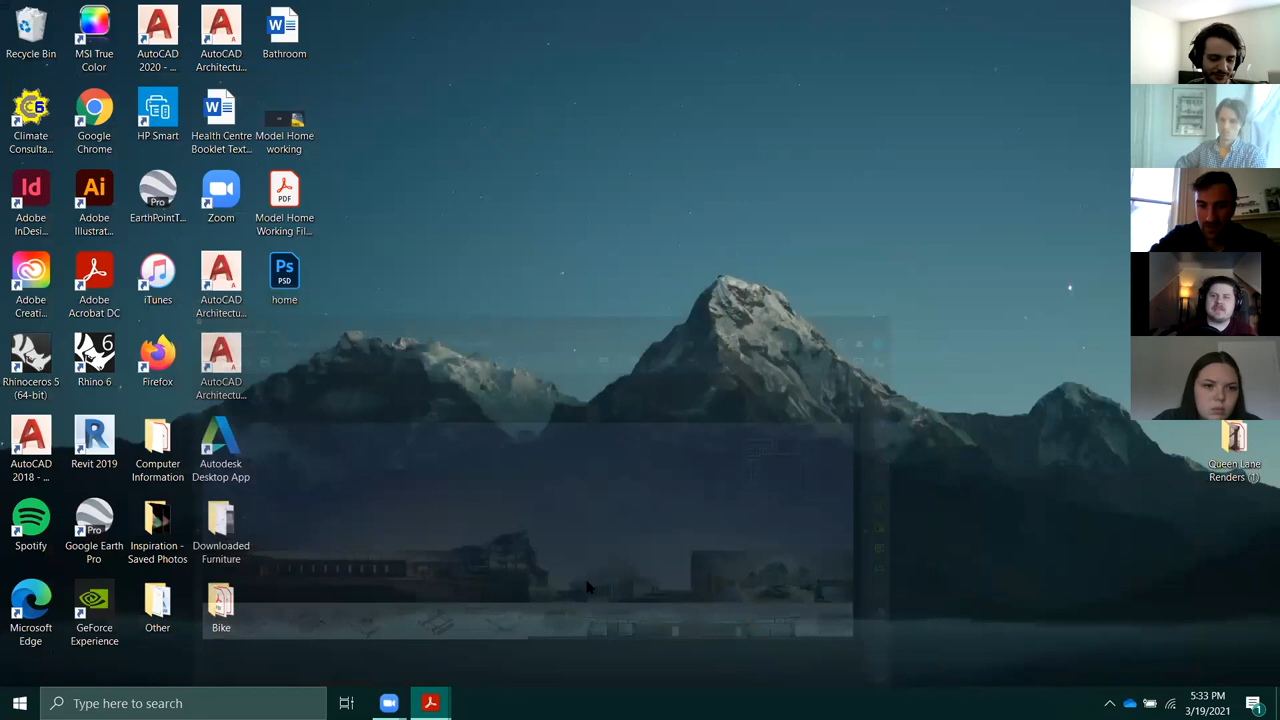 Recycle Bin
MSI True
Color
AutoCAD
2020 - ...
AutoCAD
Architectu...
Bathroom
Climate
Consulta...
Google
Chrome
HP Smart
Health Centre
Booklet Text...
Model Home
working
Adobe
InDesi...
Adobe
Illustrat...
EarthPointT...
Zoom
Model Home
Working Fil...
Adobe
Creati...
Adobe
Acrobat DC
iTunes
AutoCAD
Architectu...
home
Rhinoceros 5
(64-bit)
Rhino 6
Firefox
AutoCAD
Architectu...
AutoCAD
2018 - ...
Revit 2019
Computer
Information
Autodesk
Desktop App
Queen Lane
Renders (1)
Spotify
Google Earth
Pro
Inspiration -
Saved Photos
Downloaded
Furniture
Microsoft
Edge
GeForce
Experience
Other
Bike
Type here to search
5:33 PM
3/19/2021